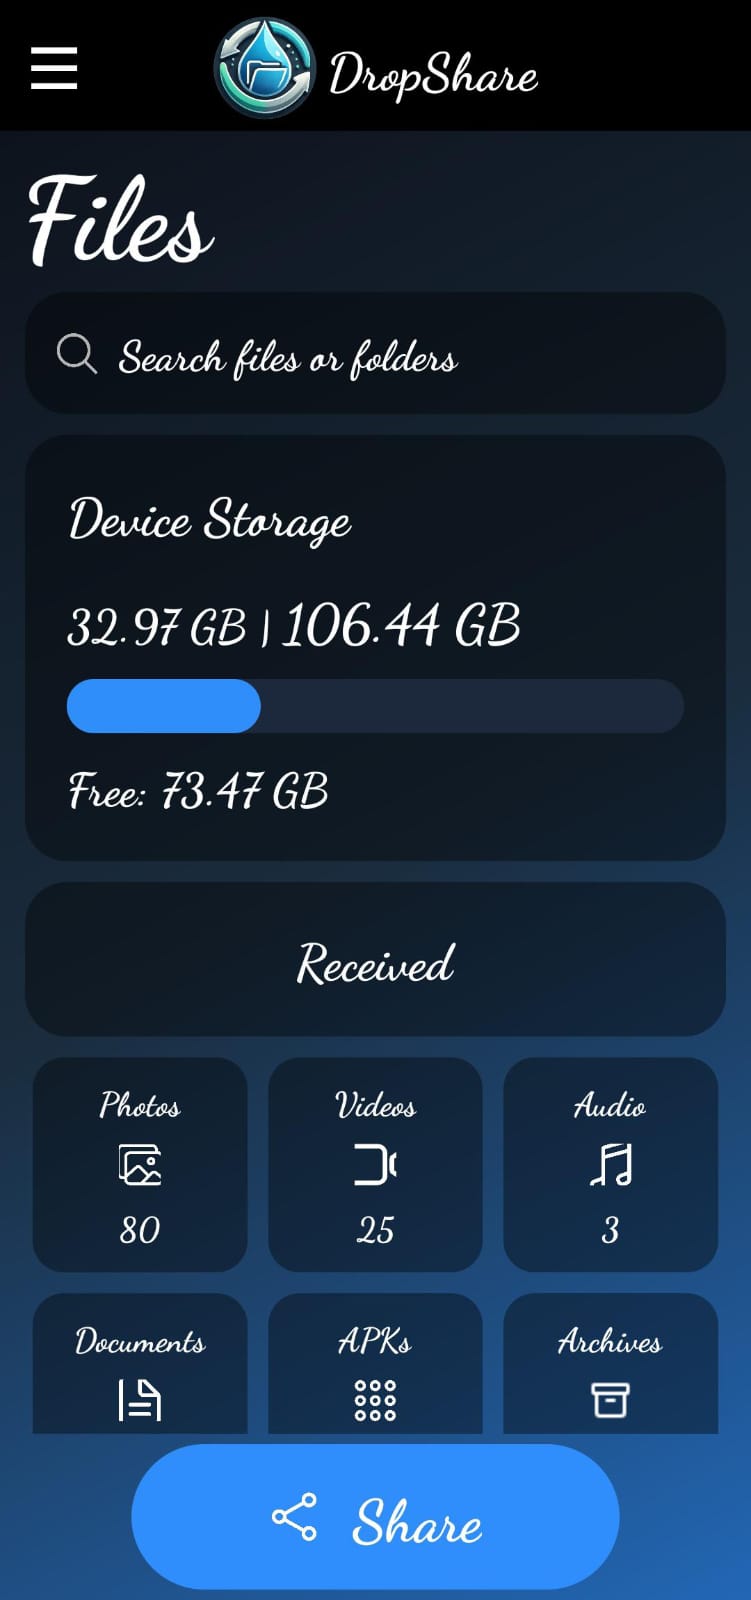 DropShare
Files
Search files or folders
Device Storage
32.97 GB | 106.44 GB
Free: 73.47 GB
Received
Photos Videos Audio
80 25 3
Documents APKs Archives
Share